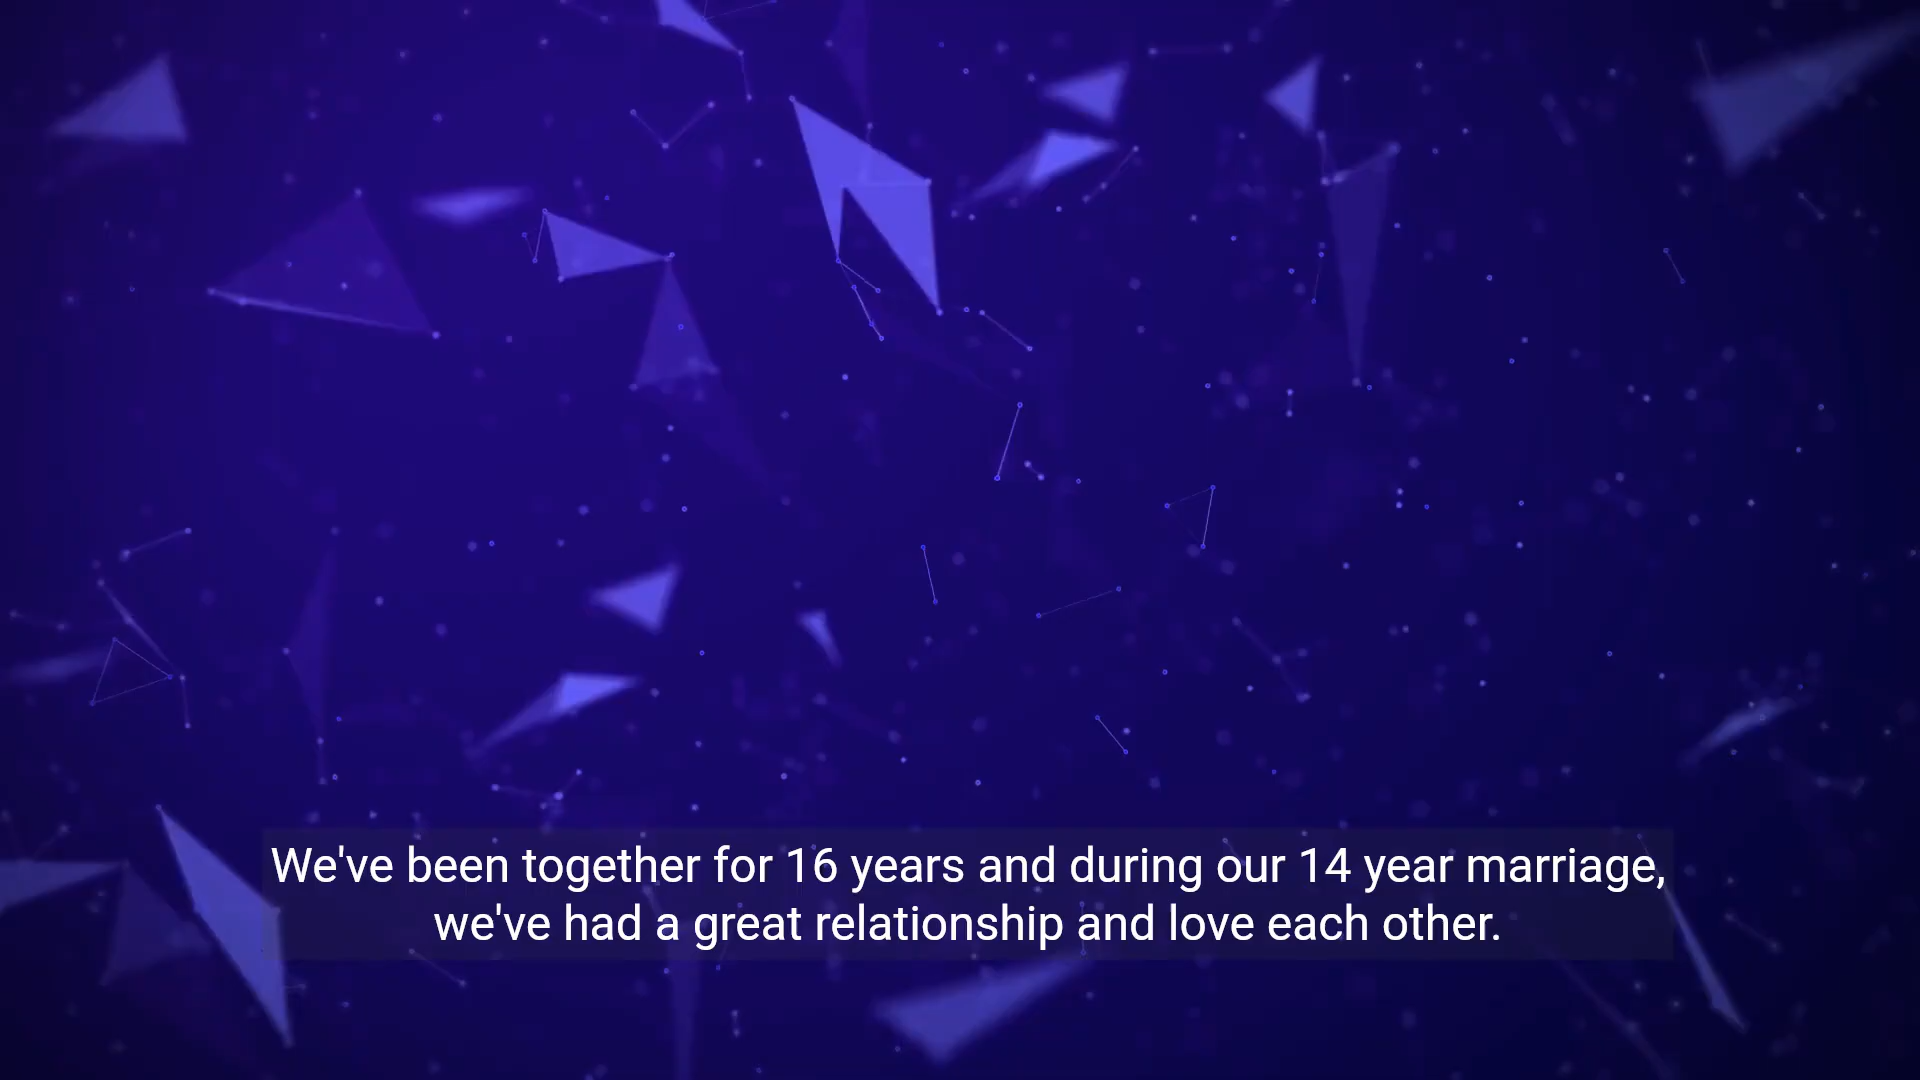 We've been together for 16 years and during our 14 year marriage,
we've had a great relationship and love each other.